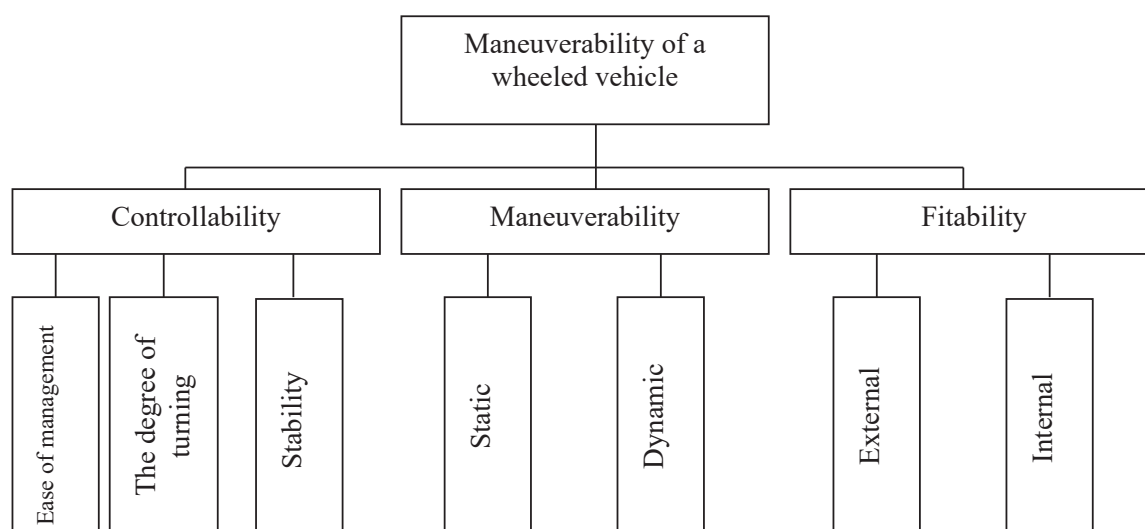 Maneuverability of a
wheeled vehicle
Controllability
Maneuverability
Fitability
Ease of management
The degree of
turning
Stability
Static
Dynamic
External
Internal